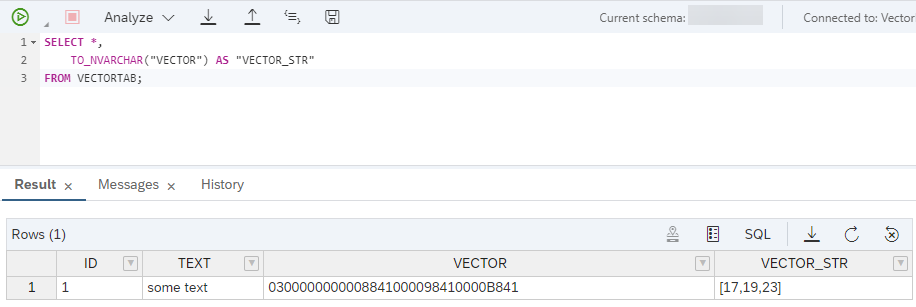 Analyze Current schema: Connected to: Vector
1 SELECT *,
2 TO_NVARCHAR("VECTOR") AS "VECTOR_STR"
3 FROM VECTORTAB;
Result × Messages × History
Rows (1) SQL
ID TEXT VECTOR VECTOR_STR
1 1 some text 0300000000008841000098410000B841 [17,19,23]